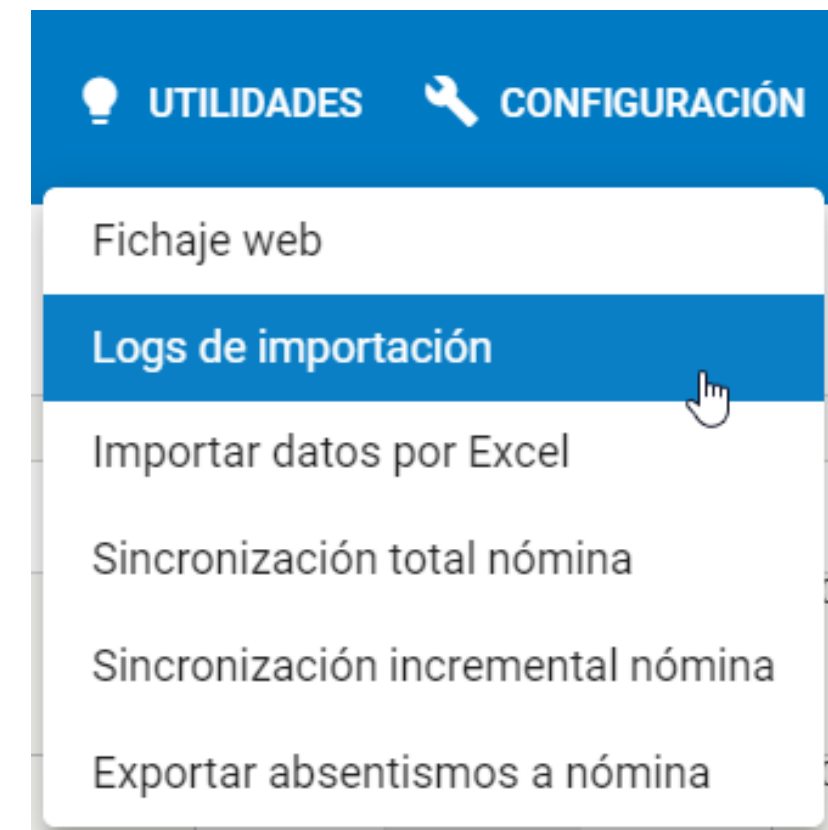 UTILIDADES CONFIGURACIÓN
Fichaje web
Logs de importación
Importar datos por Excel
Sincronización total nómina
Sincronización incremental nómina
Exportar absentismos a nómina